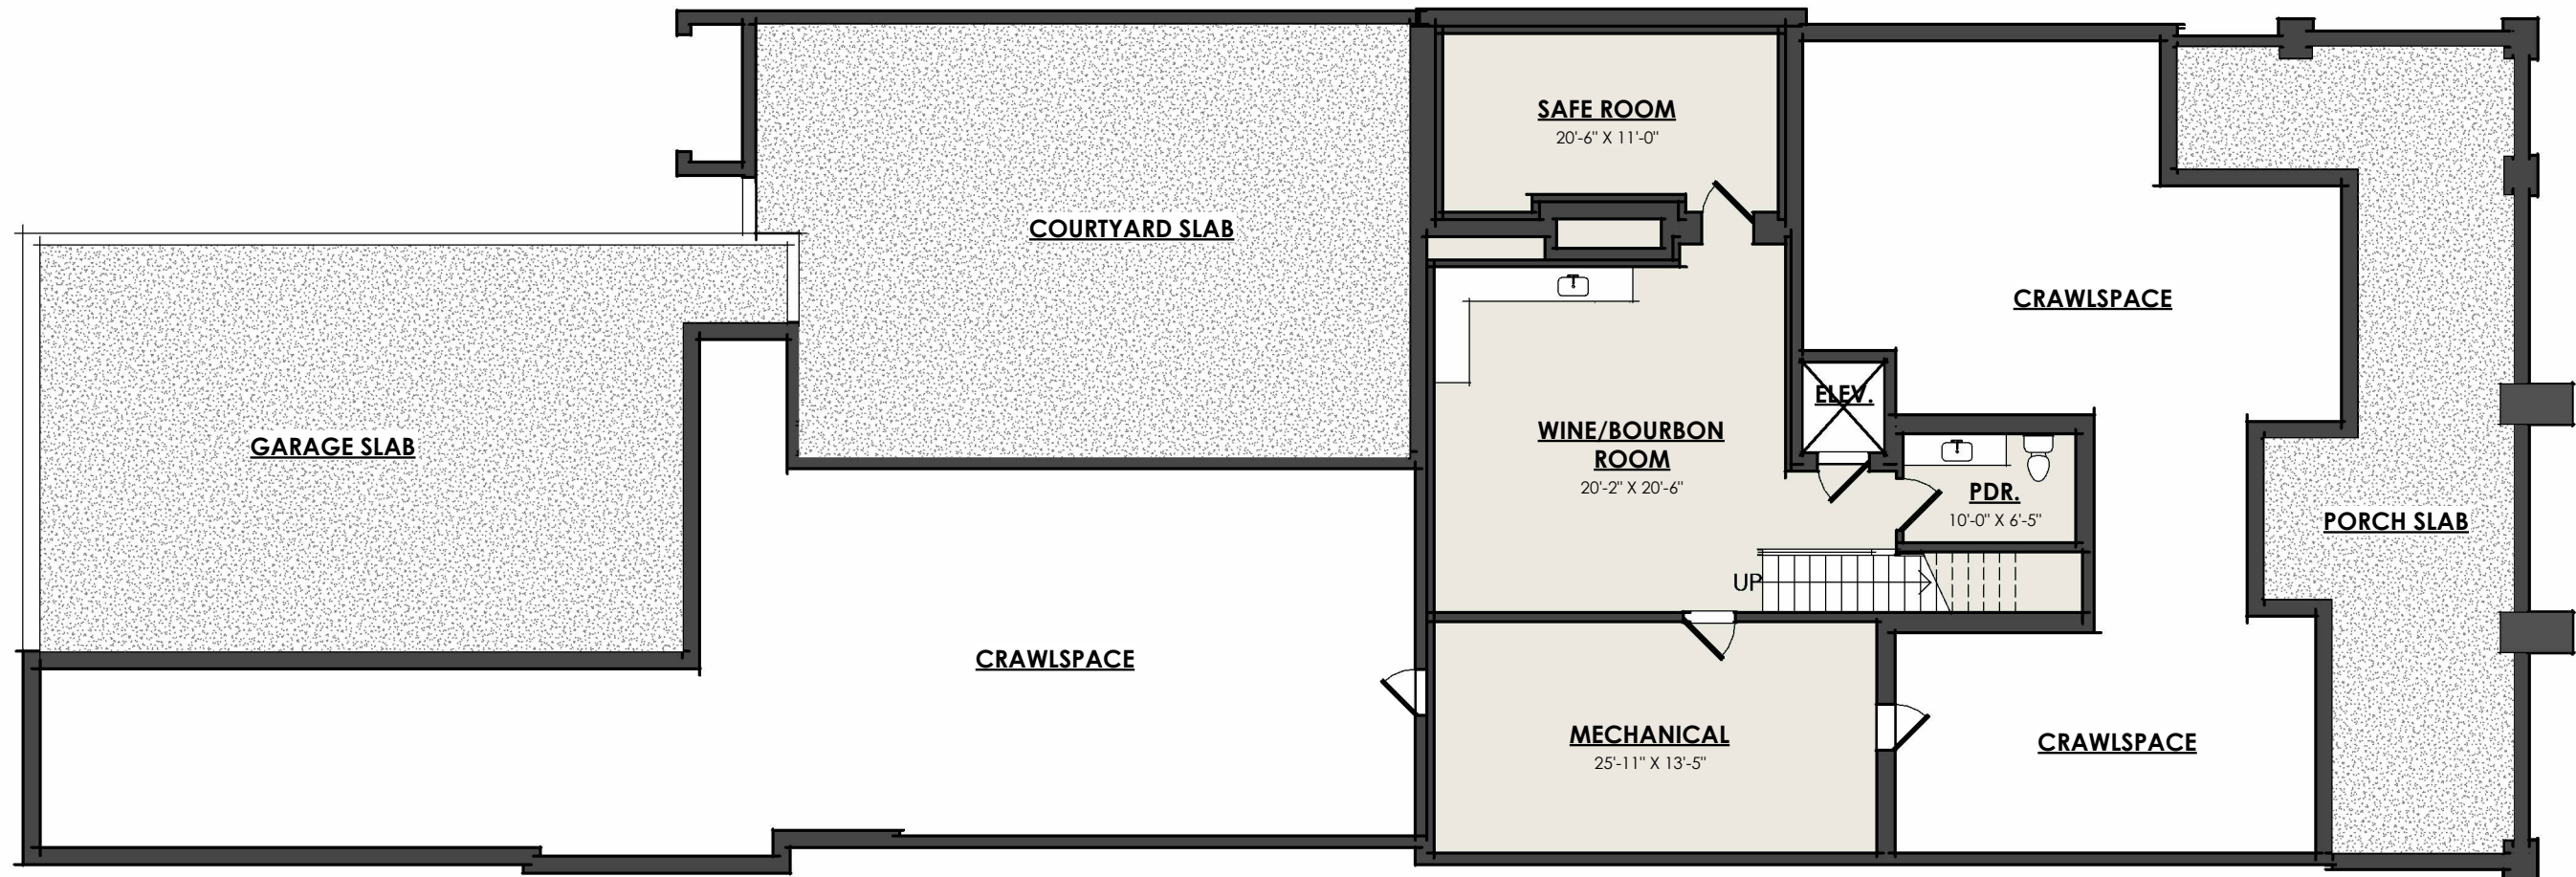 SAFE ROOM
20'-6" X 11'-0"
COURTYARD SLAB
CRAWLSPACE
ELEV.
WINE/BOURBON
ROOM
20'-2" X 20'-6"
GARAGE SLAB
PDR.
10'-0" X 6'-5"
PORCH SLAB
UP
CRAWLSPACE
MECHANICAL
25'-11" X 13'-5"
CRAWLSPACE